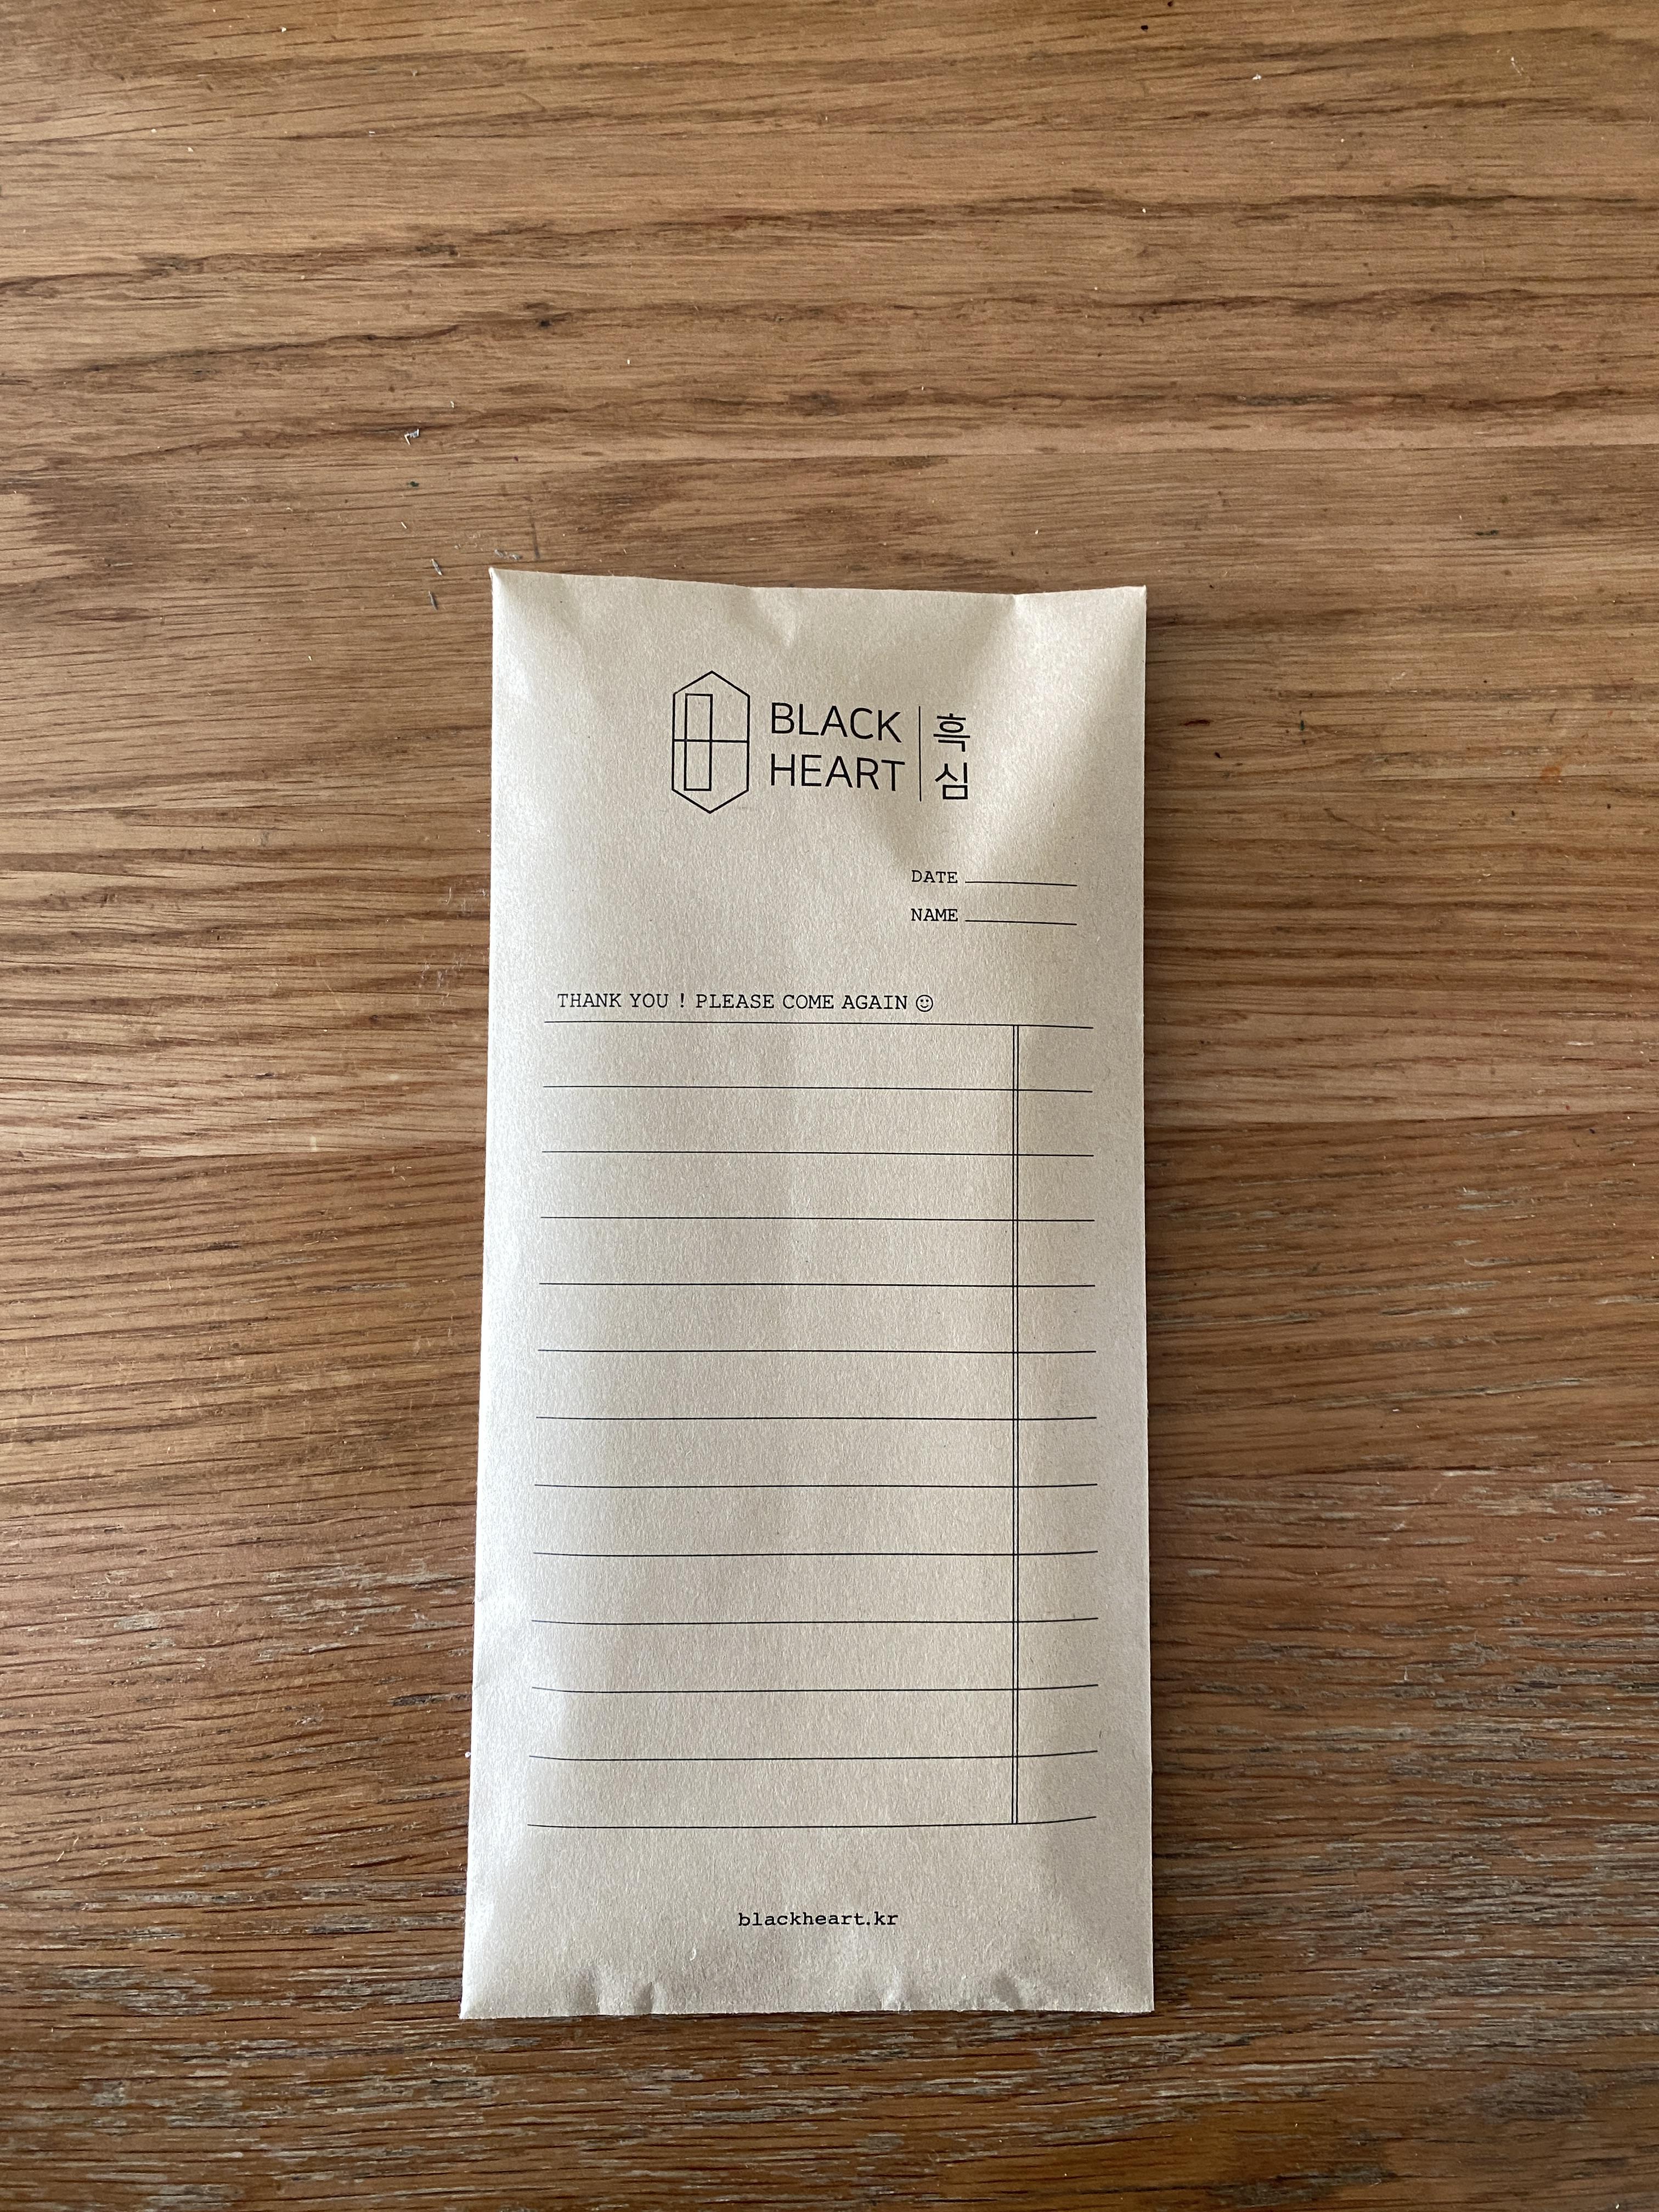 BLACK
HEART
흑
심
DATE
NAME
THANK YOU ! PLEASE COME AGAIN ☺
blackheart.kr